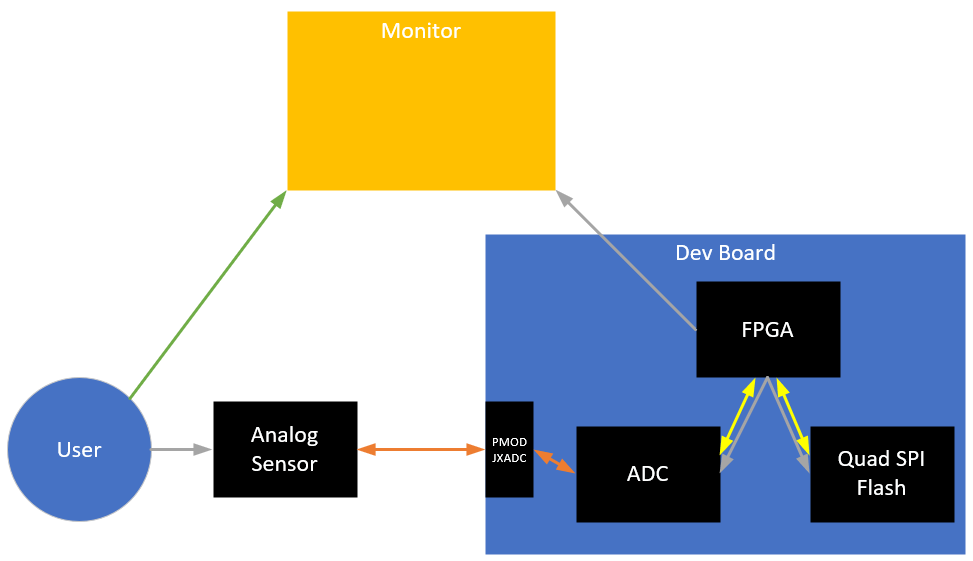 Monitor
Dev Board
FPGA
User
Analog
Sensor
PMOD
JXADC
ADC
Quad SPI
Flash